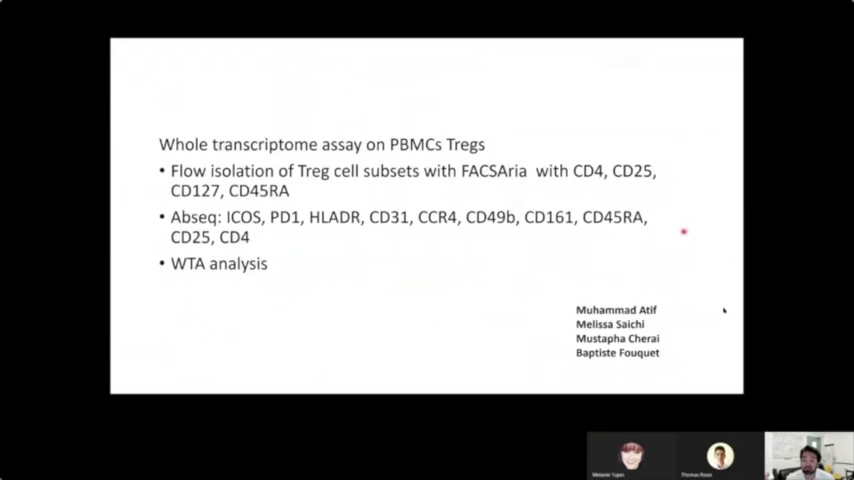 Whole transcriptome assay on PBMCs Tregs
• Flow isolation of Treg cell subsets with FACSAria with CD4, CD25,
CD127, CD45RA
• Abseq: ICOS, PD1, HLADR, CD31, CCR4, CD49b, CD161, CD45RA,
CD25, CD4
• WTA analysis
Muhammad Atif
Melissa Saichi
Mustapha Cherai
Baptiste Fouquet
Thomas Rossi